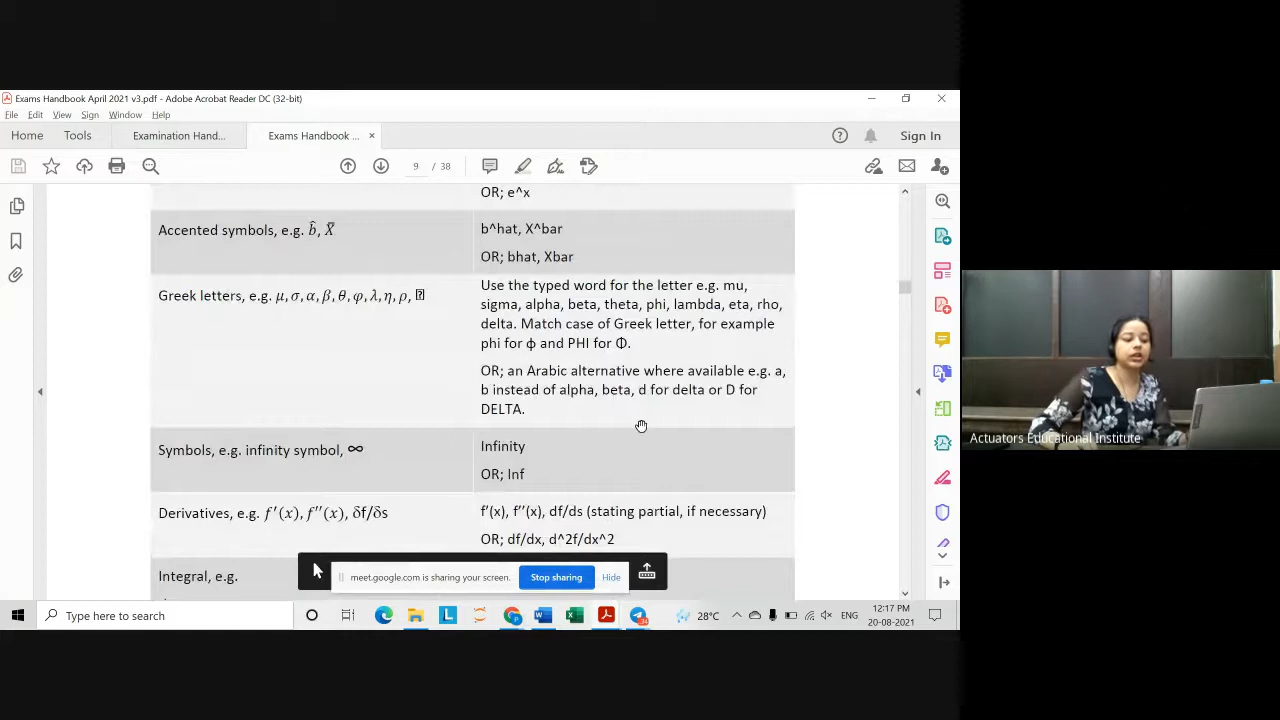 Exams Handbook April 2021 v3.pdf - Adobe Acrobat Reader DC (32-bit)
File Edit View Sign Window Help
Home Tools Examination Hand... Exams Handbook ... × Sign In
9 / 38
OR; e^x
Accented symbols, e.g. b̂, X̄
b^hat, X^bar
OR; bhat, Xbar
Greek letters, e.g. μ, σ, α, β, θ, φ, λ, η, ρ,
Use the typed word for the letter e.g. mu,
sigma, alpha, beta, theta, phi, lambda, eta, rho,
delta. Match case of Greek letter, for example
phi for ϕ and PHI for Φ.
OR; an Arabic alternative where available e.g. a,
b instead of alpha, beta, d for delta or D for
DELTA.
Symbols, e.g. infinity symbol, ∞
Infinity
OR; Inf
Derivatives, e.g. f′(x), f′′(x), δf/δs
f'(x), f''(x), df/ds (stating partial, if necessary)
OR; df/dx, d^2f/dx^2
Integral, e.g.
meet.google.com is sharing your screen. Stop sharing Hide
Type here to search
28°C ENG
12:17 PM
20-08-2021
Actuators Educational Institute